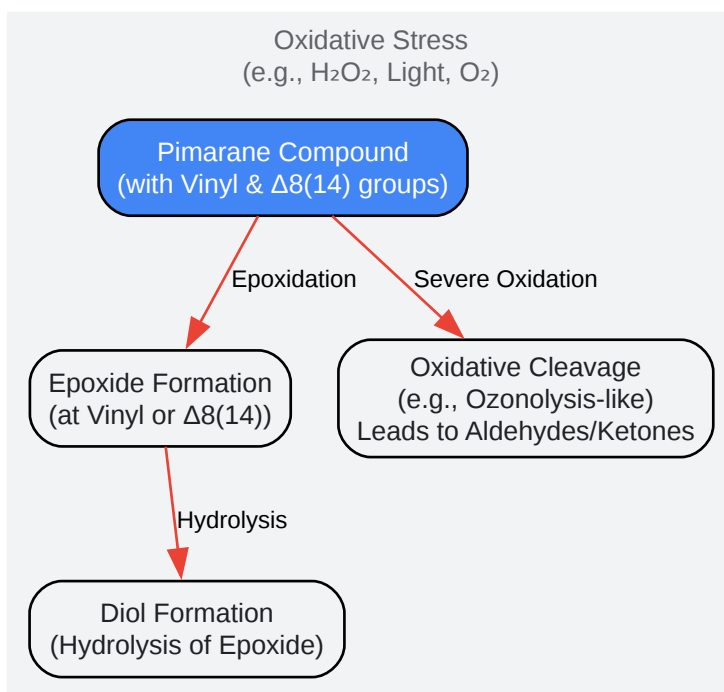 Oxidative Stress
(e.g., H₂O₂, Light, O₂)
Pimarane Compound
(with Vinyl & Δ8(14) groups)
Epoxidation
Severe Oxidation
Epoxide Formation
(at Vinyl or Δ8(14))
Oxidative Cleavage
(e.g., Ozonolysis-like)
Leads to Aldehydes/Ketones
Hydrolysis
Diol Formation
(Hydrolysis of Epoxide)